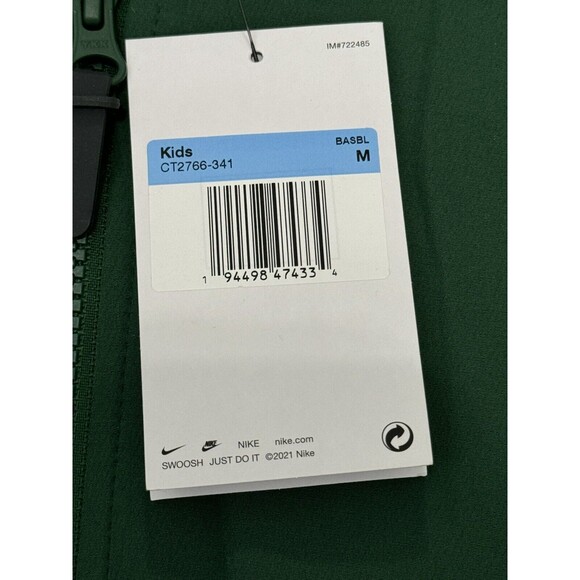 IM#722485
Kids BASBL
CT2766-341 M
1 94498 47433 4
NIKE nike.com
SWOOSH JUST DO IT ©2021 Nike
YKK